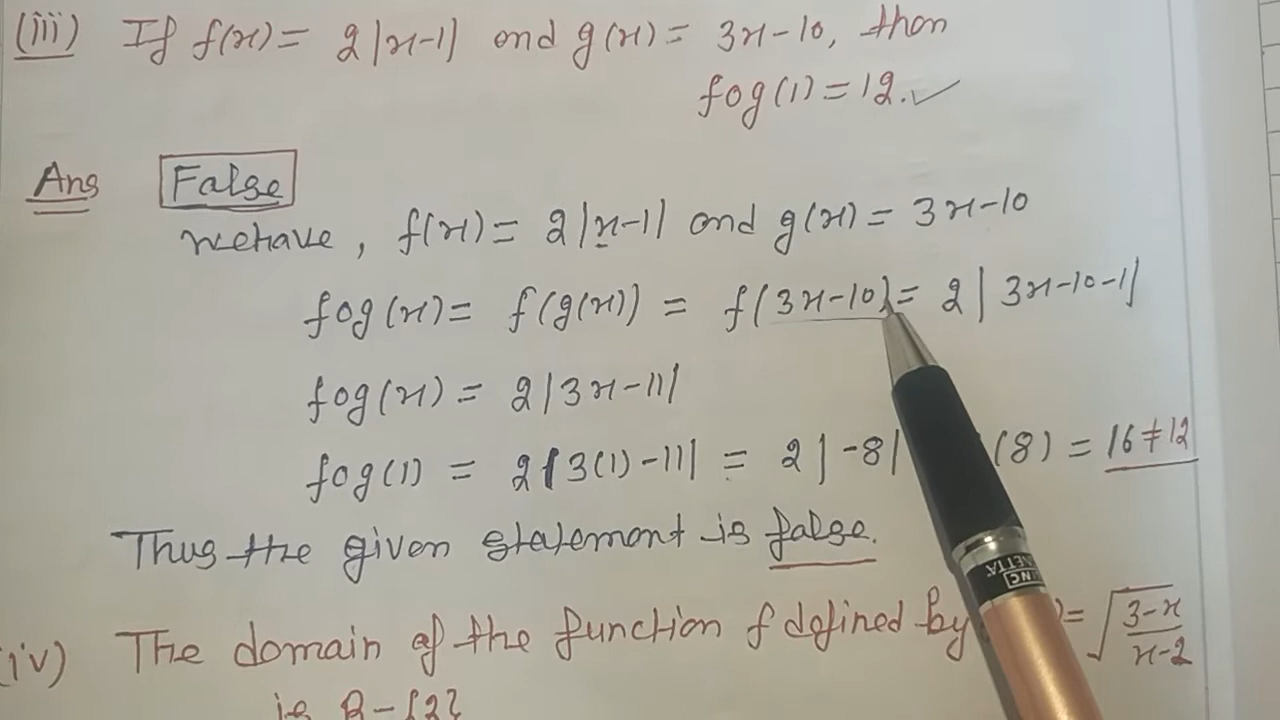 (iii) If f(x) = 2|x-1| and g(x) = 3x-10, then
fog(1) = 12. ✓
Ans False
We have, f(x) = 2|x-1| and g(x) = 3x-10
fog(x) = f(g(x)) = f(3x-10) = 2|3x-10-1|
fog(x) = 2|3x-11|
fog(1) = 2|3(1)-11| = 2|-8| (8) = 16≠12
Thus the given statement is false.
(iv) The domain of the function f defined by = √(3-x)/(x-2)
is R-{2}